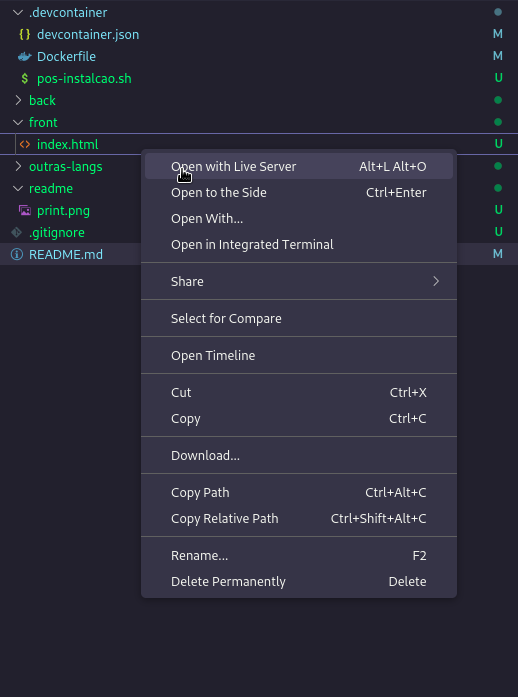 .devcontainer
{} devcontainer.json M
Dockerfile M
$ pos-instalcao.sh U
back
front
<> index.html U
outras-langs
readme
print.png U
.gitignore U
README.md M
Open with Live Server Alt+L Alt+O
Open to the Side Ctrl+Enter
Open With...
Open in Integrated Terminal
Share
Select for Compare
Open Timeline
Cut Ctrl+X
Copy Ctrl+C
Download...
Copy Path Ctrl+Alt+C
Copy Relative Path Ctrl+Shift+Alt+C
Rename... F2
Delete Permanently Delete